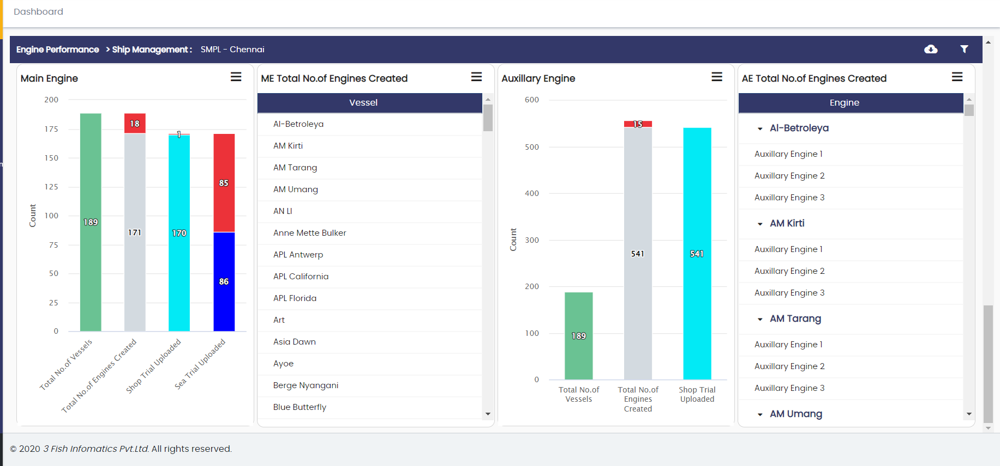 Dashboard
Engine Performance > Ship Management : SMPL - Chennai
Main Engine
200
175
150
125
100
75
50
25
0
Count
189
18
171
1
170
85
86
Total No.of Vessels
Total No.of Engines Created
Shop Trial Uploaded
Sea Trial Uploaded
ME Total No.of Engines Created
Vessel
Al-Betroleya
AM Kirti
AM Tarang
AM Umang
AN LI
Anne Mette Bulker
APL Antwerp
APL California
APL Florida
Art
Asia Dawn
Ayoe
Berge Nyangani
Blue Butterfly
Auxillary Engine
600
500
400
300
200
100
0
Count
189
15
541
541
Total No.of
Vessels
Total No.of
Engines
Created
Shop Trial
Uploaded
AE Total No.of Engines Created
Engine
Al-Betroleya
Auxillary Engine 1
Auxillary Engine 2
Auxillary Engine 3
AM Kirti
Auxillary Engine 1
Auxillary Engine 2
Auxillary Engine 3
AM Tarang
Auxillary Engine 1
Auxillary Engine 2
Auxillary Engine 3
AM Umang
© 2020 3 Fish Infomatics Pvt.Ltd. All rights reserved.